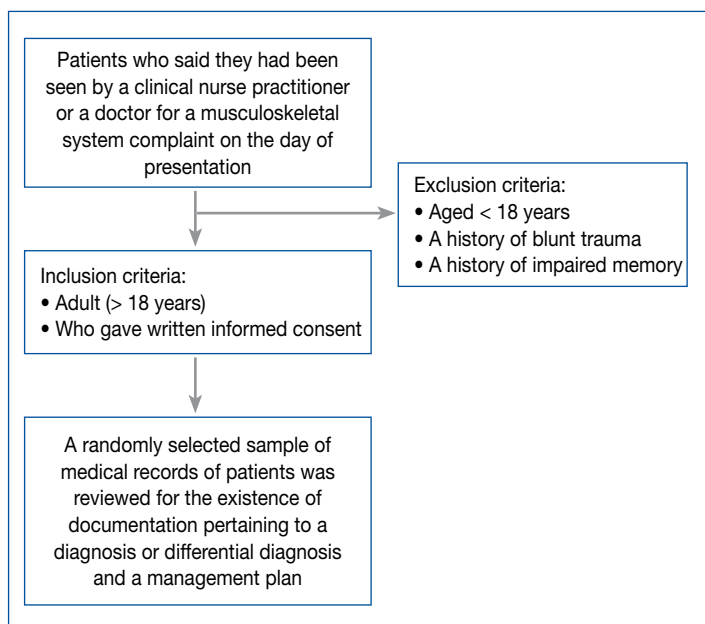 Patients who said they had been
seen by a clinical nurse practitioner
or a doctor for a musculoskeletal
system complaint on the day of
presentation
Exclusion criteria:
• Aged < 18 years
• A history of blunt trauma
• A history of impaired memory
Inclusion criteria:
• Adult (> 18 years)
• Who gave written informed consent
A randomly selected sample of
medical records of patients was
reviewed for the existence of
documentation pertaining to a
diagnosis or differential diagnosis
and a management plan